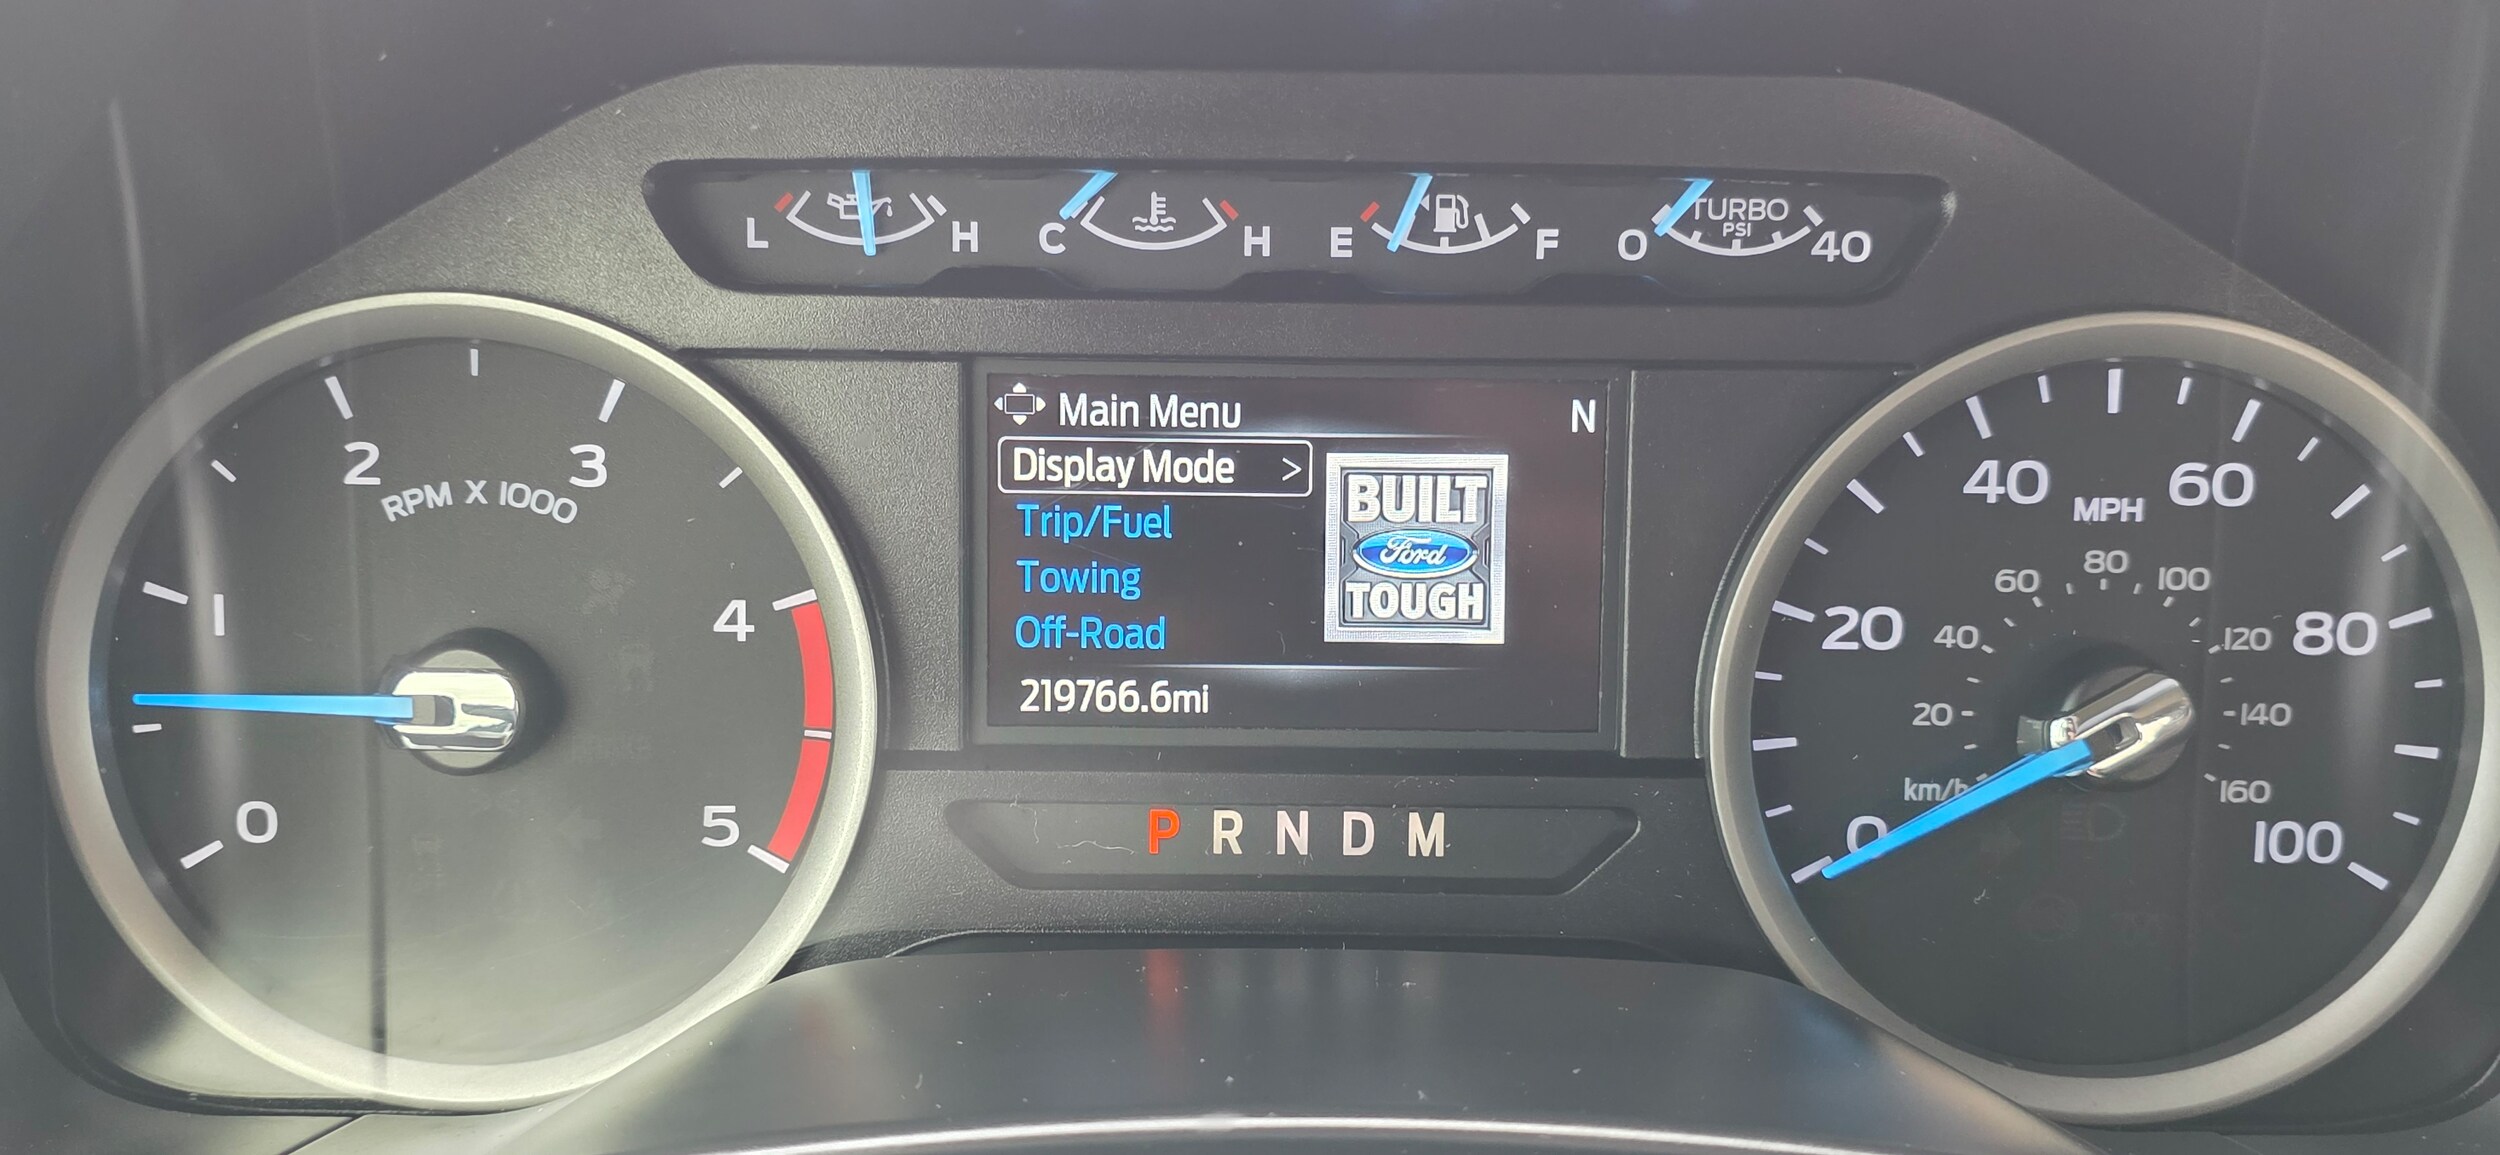 L H C H E F 0 TURBO 40
PSI
2 3
RPM X 1000
1
4
0
5
Main Menu N
Display Mode >
Trip/Fuel
Towing
Off-Road
219766.6mi
BUILT
Ford
TOUGH
P R N D M
40 MPH 60
20 80
0 100
60 80 100
40 120
20 140
km/h 160